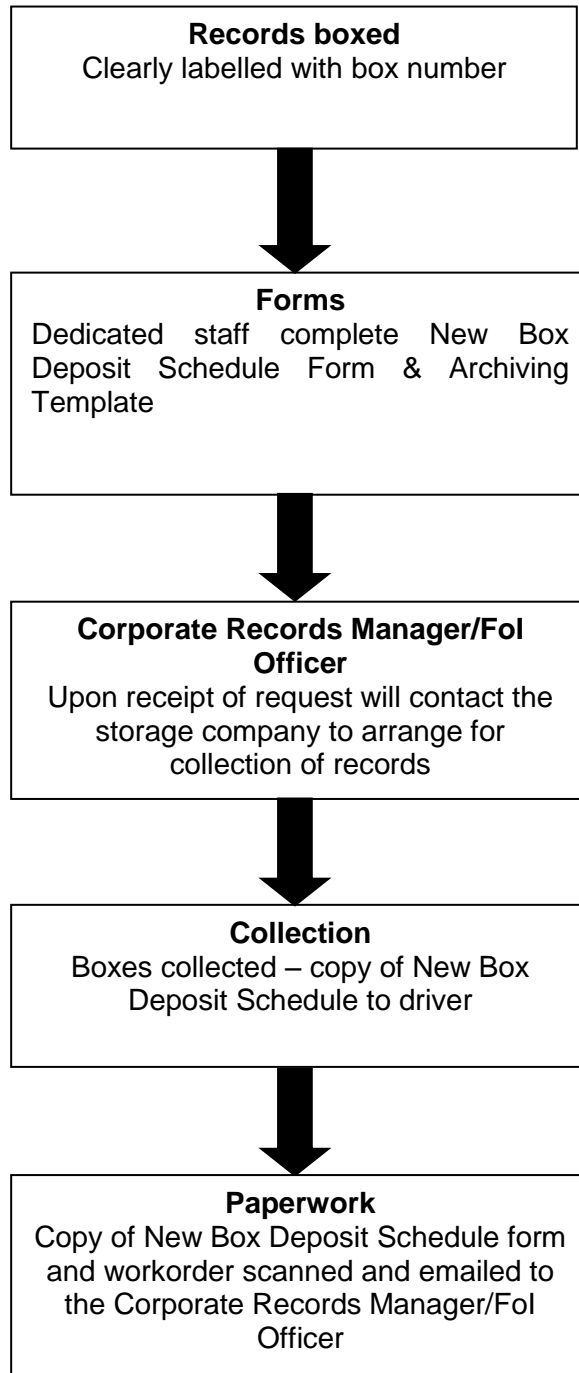 Records boxed
Clearly labelled with box number
Forms
Dedicated staff complete New Box
Deposit Schedule Form & Archiving
Template
Corporate Records Manager/FoI
Officer
Upon receipt of request will contact the
storage company to arrange for
collection of records
Collection
Boxes collected – copy of New Box
Deposit Schedule to driver
Paperwork
Copy of New Box Deposit Schedule form
and workorder scanned and emailed to
the Corporate Records Manager/FoI
Officer